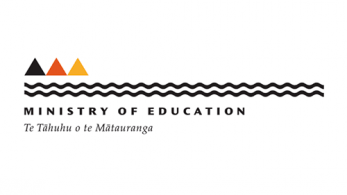 MINISTRY OF EDUCATION
Te Tāhuhu o te Mātauranga